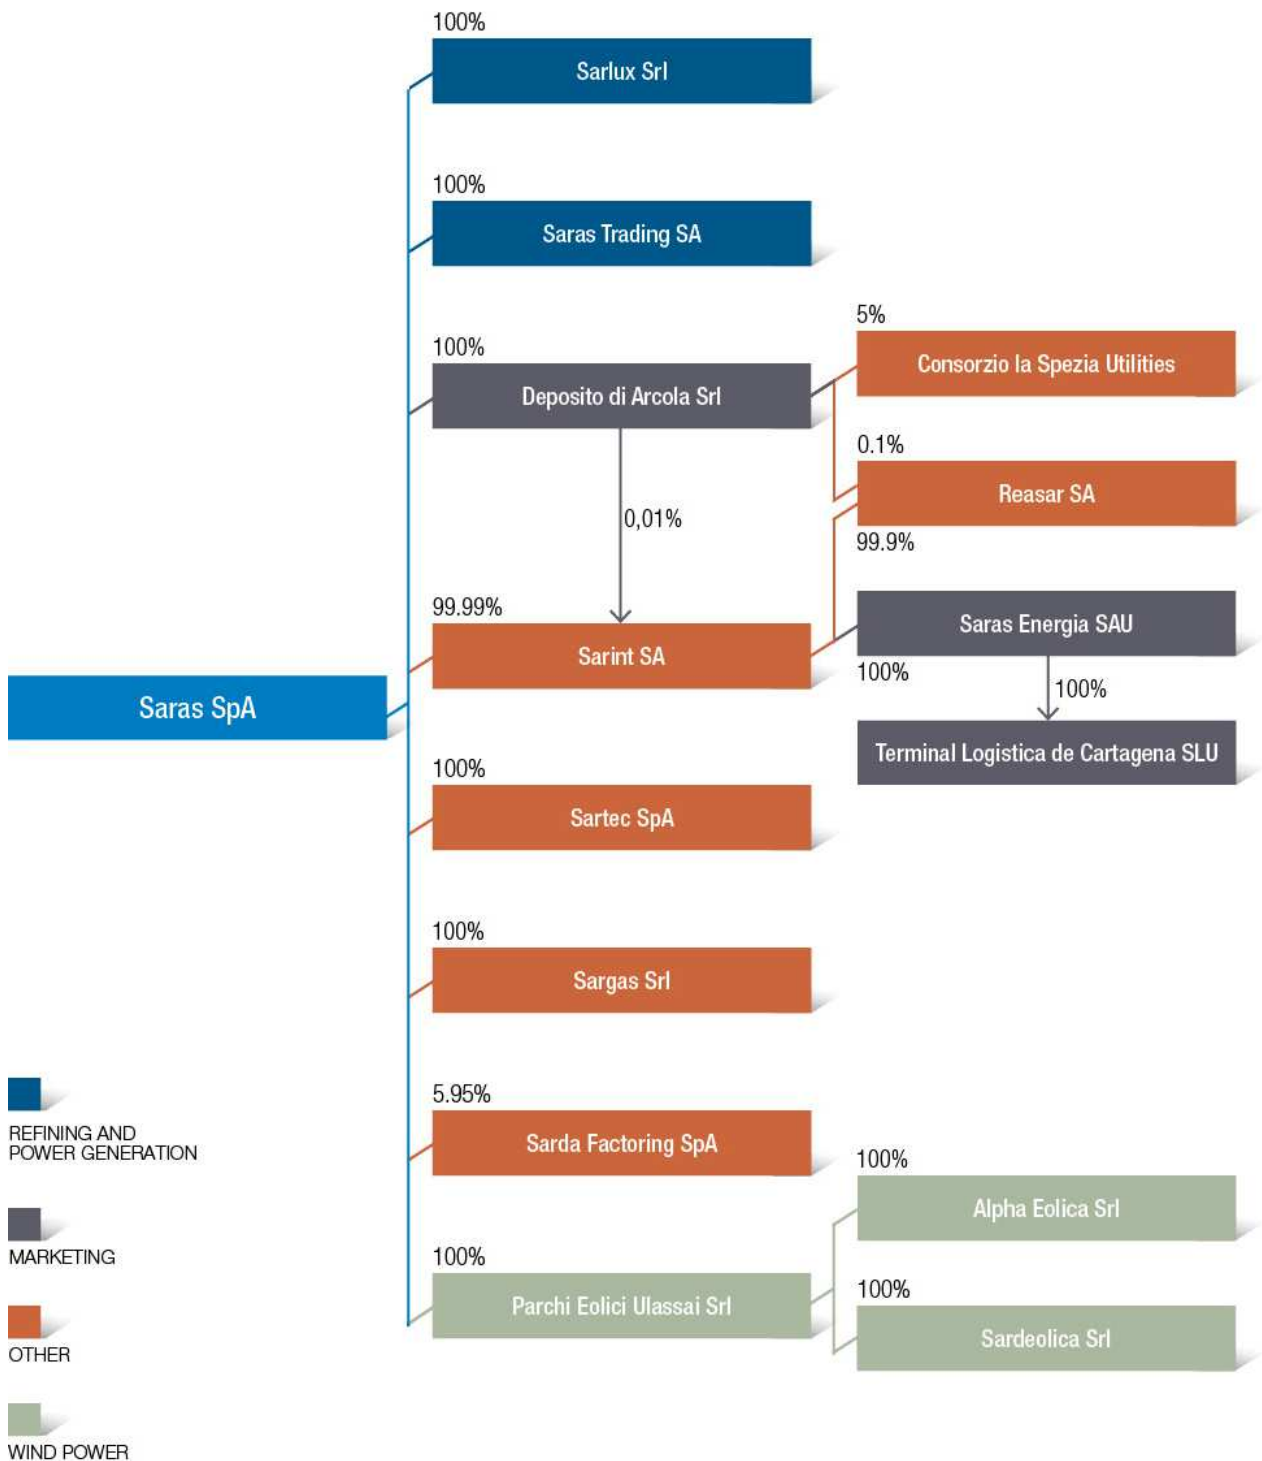 100%
Sarlux Srl
100%
Saras Trading SA
5%
Consorzio la Spezia Utilities
100%
Deposito di Arcola Srl
0.1%
Reasar SA
0,01%
99.9%
99.99%
Sarint SA
Saras Energia SAU
100%
100%
Saras SpA
Terminal Logistica de Cartagena SLU
100%
Sartec SpA
100%
Sargas Srl
5.95%
Sarda Factoring SpA
100%
Alpha Eolica Srl
100%
Parchi Eolici Ulassai Srl
100%
Sardeolica Srl
REFINING AND
POWER GENERATION
MARKETING
OTHER
WIND POWER